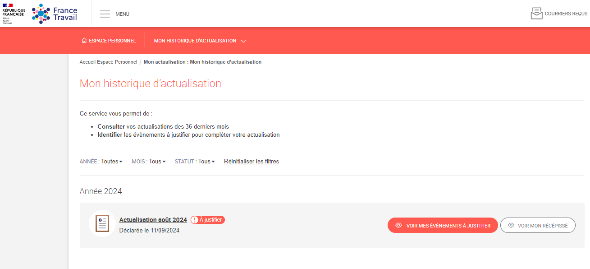 RÉPUBLIQUE
FRANÇAISE
France
Travail
MENU
COURRIERS REÇUS
ESPACE PERSONNEL
MON HISTORIQUE D'ACTUALISATION
Accueil Espace Personnel | Mon actualisation : Mon historique d'actualisation
Mon historique d'actualisation
Ce service vous permet de :
Consulter vos actualisations des 36 derniers mois
Identifier les évènements à justifier pour compléter votre actualisation
ANNÉE : Toutes MOIS : Tous STATUT : Tous Réinitialiser les filtres
Année 2024
Actualisation août 2024 À justifier
Déclarée le 11/09/2024
VOIR MES ÉVÉNEMENTS À JUSTIFIER
VOIR MON RÉCÉPISSÉ